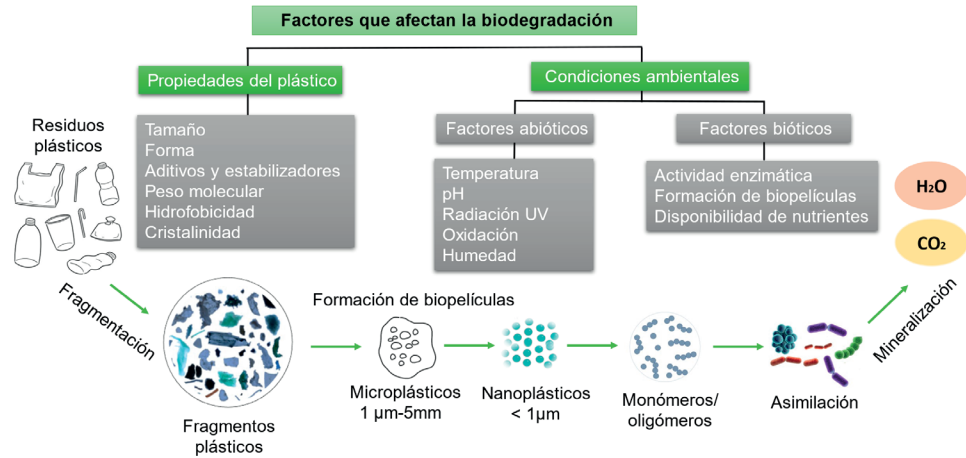 Factores que afectan la biodegradación
Propiedades del plástico
Condiciones ambientales
Residuos
plásticos
Tamaño
Forma
Aditivos y estabilizadores
Peso molecular
Hidrofobicidad
Cristalinidad
Factores abióticos
Temperatura
pH
Radiación UV
Oxidación
Humedad
Factores bióticos
Actividad enzimática
Formación de biopelículas
Disponibilidad de nutrientes
H₂O
CO₂
Fragmentación
Formación de biopelículas
Mineralización
Fragmentos
plásticos
Microplásticos
1 µm-5mm
Nanoplásticos
< 1µm
Monómeros/
oligómeros
Asimilación